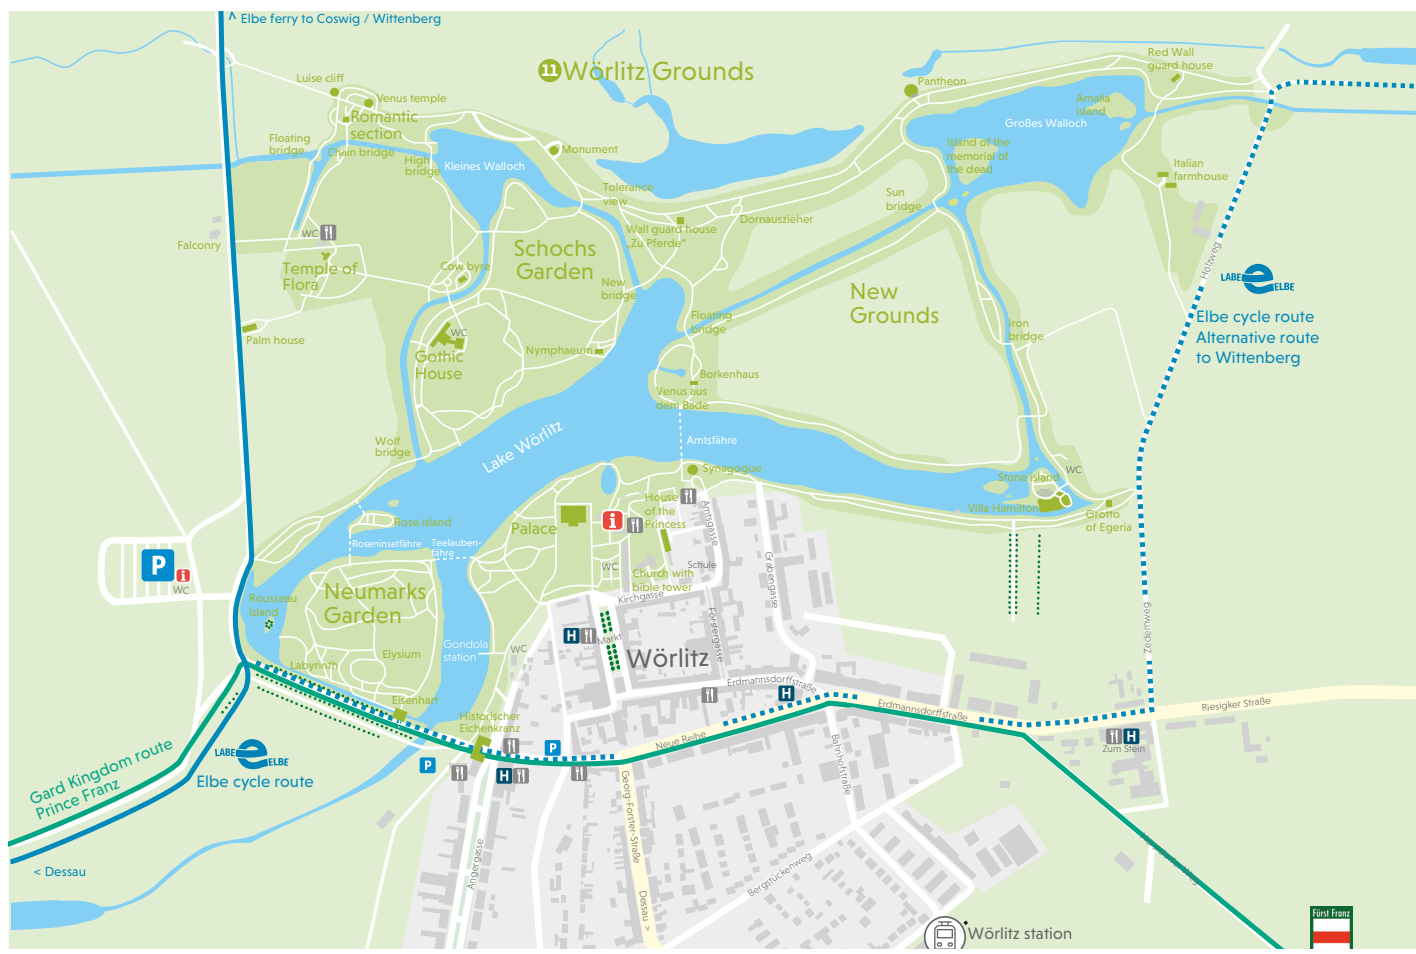 ^ Elbe ferry to Coswig / Wittenberg
11 Wörlitz Grounds
Red Wall
guard house
Luise cliff
Venus temple
Romantic
section
Pantheon
Amalia
island
Großes Walloch
Floating
bridge
Chain bridge
High
bridge
Kleines Walloch
Monument
Island of the
memorial of
the dead
Italian
farmhouse
Tolerance
view
Sun
bridge
Dornauszieher
Wall guard house
„Zu Pferde“
WC
Falconry
Schochs
Garden
Temple of
Flora
Cow byre
New
bridge
Holzweg
LABE
ELBE
New
Grounds
Elbe cycle route
Alternative route
to Wittenberg
Floating
bridge
Iron
bridge
Palm house
WC
Gothic
House
Nymphaeum
Borkenhaus
Venus aus
dem Bade
Wolf
bridge
Lake Wörlitz
Amtsfähre
Synagogue
WC
Stone island
Villa Hamilton
Grotto
of Egeria
House
of the
Princess
Amtsgasse
Rose island
Palace
i
Roseninselfähre
Teelauben-
fähre
P
i
WC
Schule
Grabengasse
WC
Church with
bible tower
Kirchgasse
Neumarks
Garden
Rousseau
island
Förstergasse
Zedernweg
H
Markt
Gondola
station
WC
Elysium
Labyrinth
Wörlitz
Erdmannsdorffstraße
H
Eisenhart
Historischer
Eichenkranz
Erdmannsdorffstraße
Riesigker Straße
H
Zum Stein
Neue Reihe
P
P
H
Gard Kingdom route
Prince Franz
LABE
ELBE
Elbe cycle route
Bahnhofstraße
Georg-Forster-Straße
< Dessau
Angergasse
Bergstückenweg
Dessau >
Wörlitz station
Fürst Franz